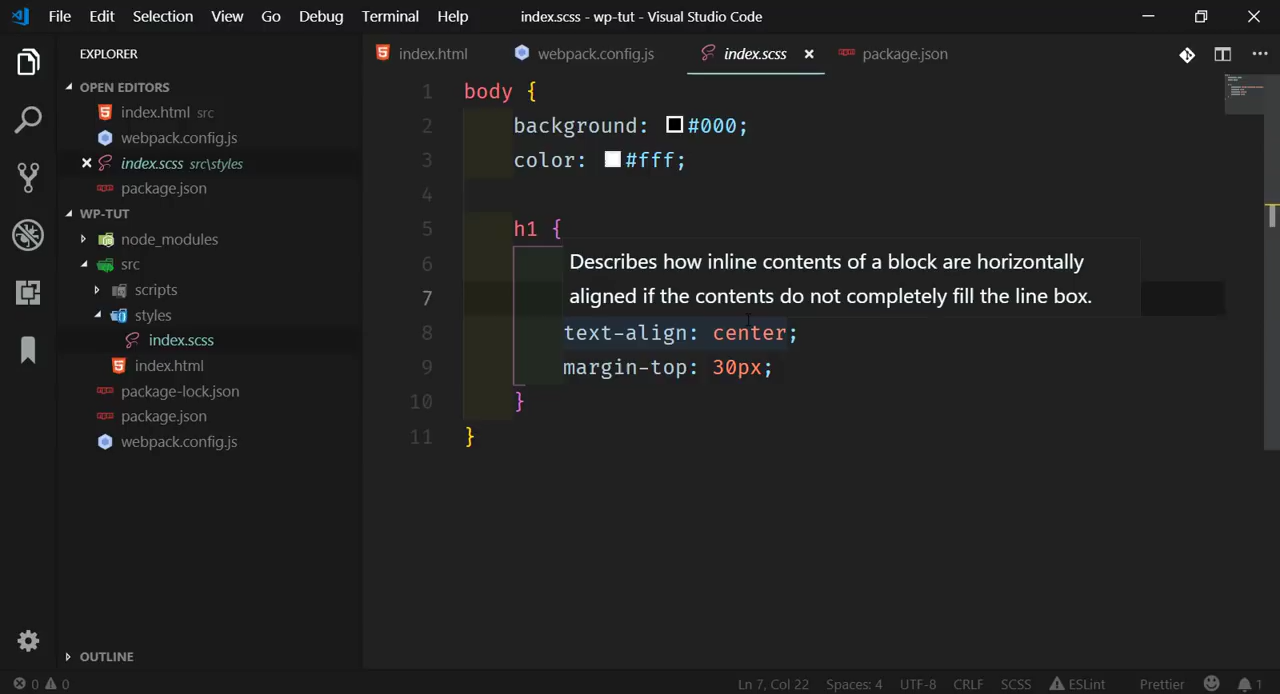 File Edit Selection View Go Debug Terminal Help
index.scss - wp-tut - Visual Studio Code
EXPLORER
OPEN EDITORS
index.html src
webpack.config.js
index.scss src\styles
package.json
WP-TUT
node_modules
src
scripts
styles
index.scss
index.html
package-lock.json
package.json
webpack.config.js
OUTLINE
index.html webpack.config.js index.scss package.json
1 body {
2 background: #000;
3 color: #fff;
4
5 h1 {
6
7
Describes how inline contents of a block are horizontally
aligned if the contents do not completely fill the line box.
8 text-align: center;
9 margin-top: 30px;
10 }
11 }
0 0
Ln 7, Col 22 Spaces: 4 UTF-8 CRLF SCSS ESLint Prettier 1